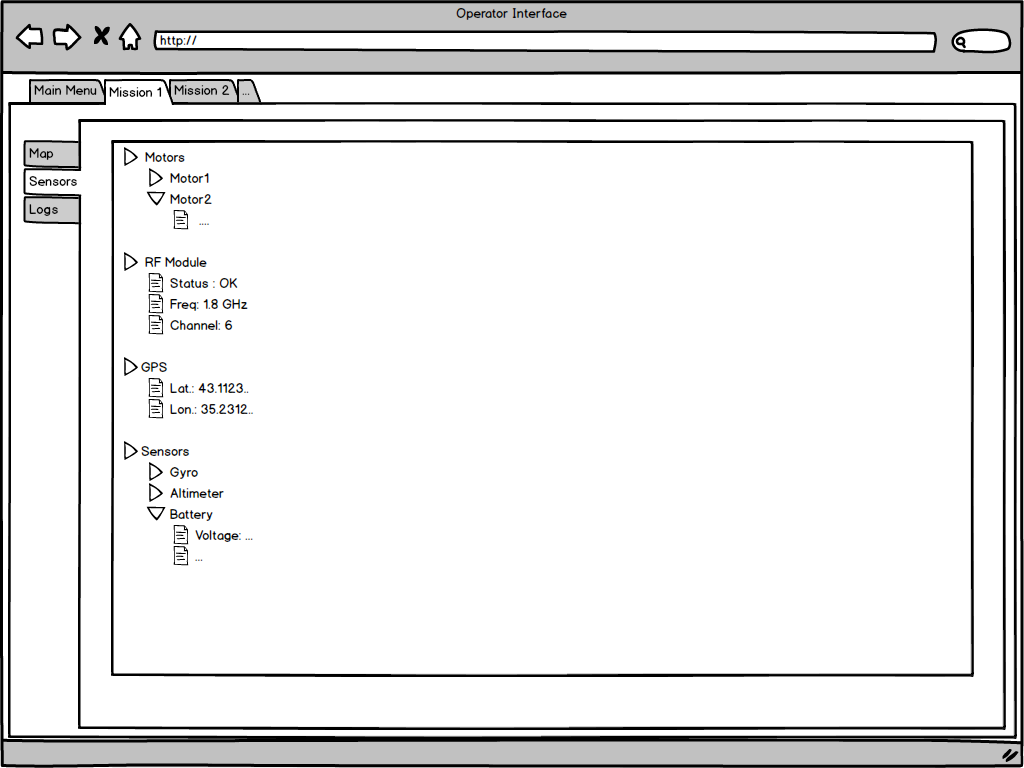 Operator Interface
http://
Main Menu
Mission 1
Mission 2
...
Map
Sensors
Logs
Motors
Motor1
Motor2
....
RF Module
Status : OK
Freq: 1.8 GHz
Channel: 6
GPS
Lat.: 43.1123..
Lon.: 35.2312..
Sensors
Gyro
Altimeter
Battery
Voltage: ...
...